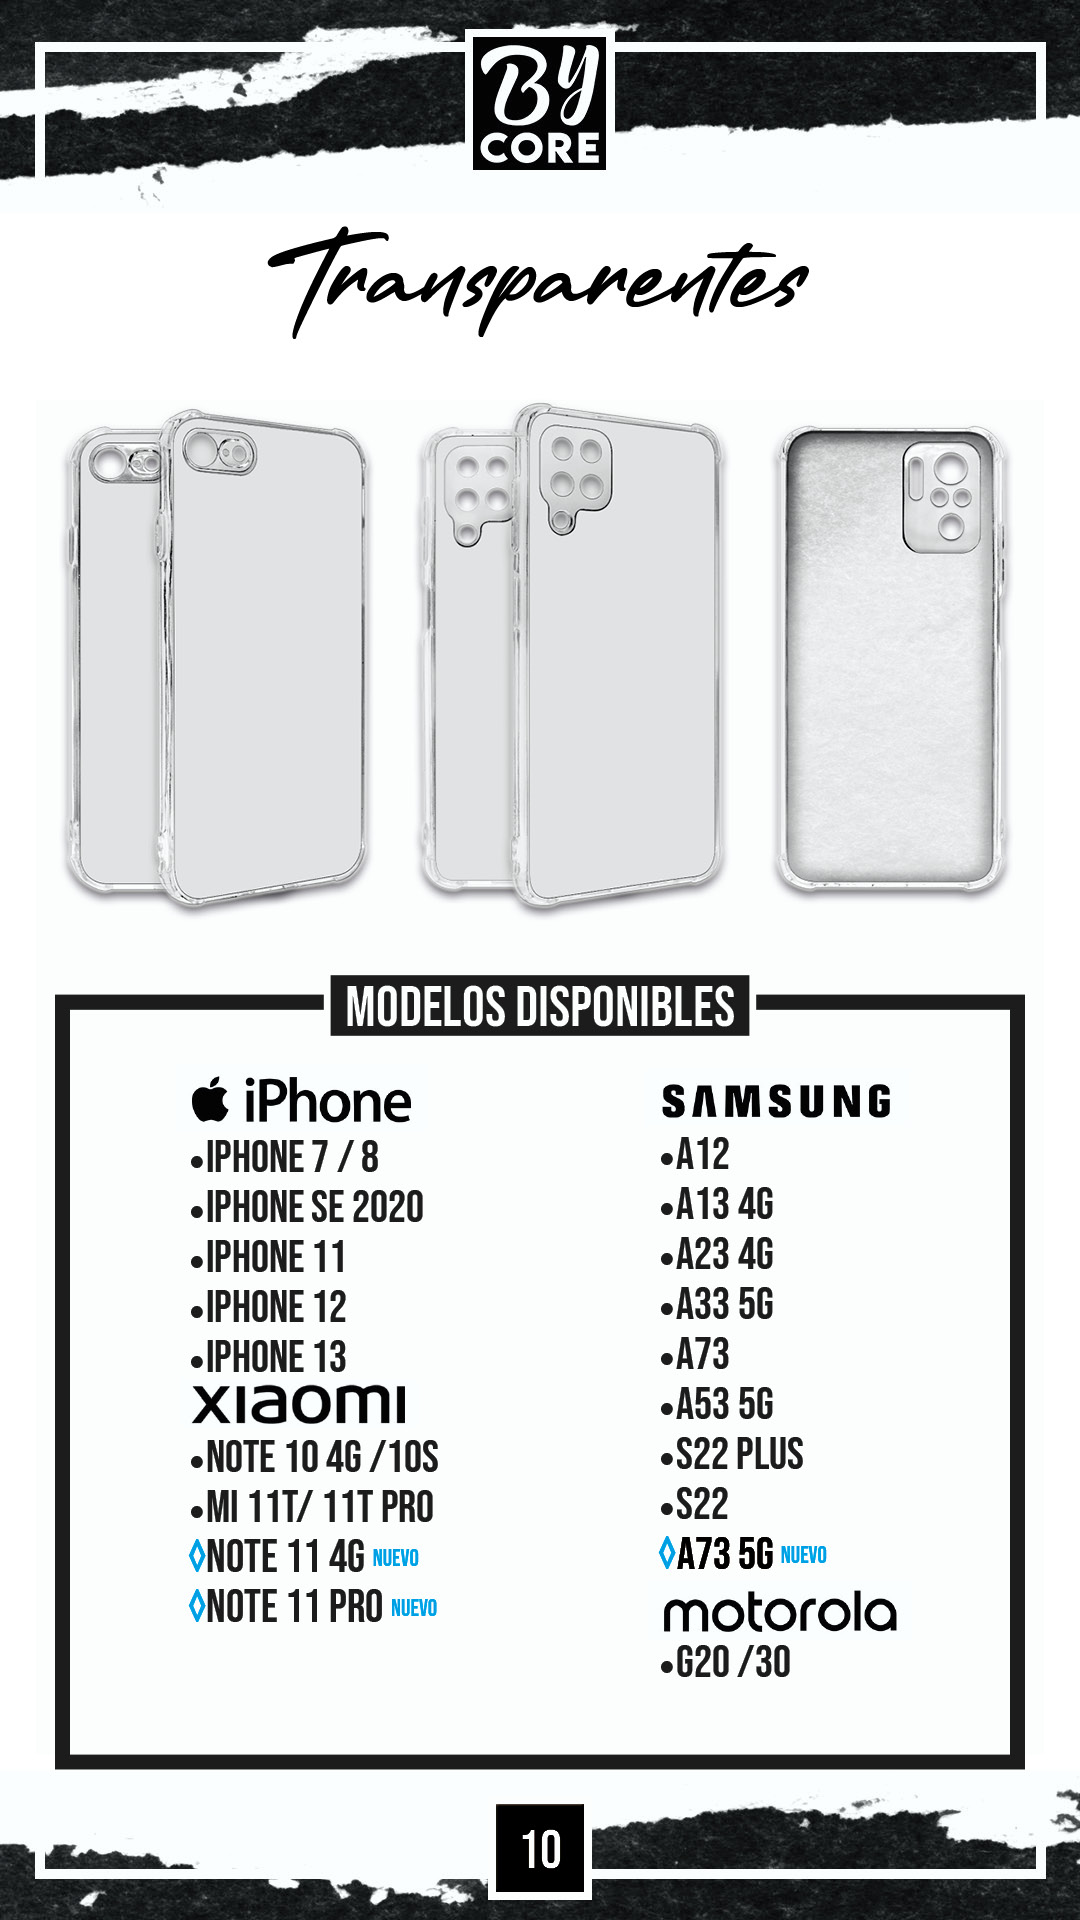 By
CORE
Transparentes
MODELOS DISPONIBLES
iPhone
•IPHONE 7 / 8
•IPHONE SE 2020
•IPHONE 11
•IPHONE 12
•IPHONE 13
xiaomi
•NOTE 10 4G /10S
•MI 11T/ 11T PRO
◊NOTE 11 4G NUEVO
◊NOTE 11 PRO NUEVO
SAMSUNG
•A12
•A13 4G
•A23 4G
•A33 5G
•A73
•A53 5G
•S22 PLUS
•S22
◊A73 5G NUEVO
motorola
•G20 /30
10